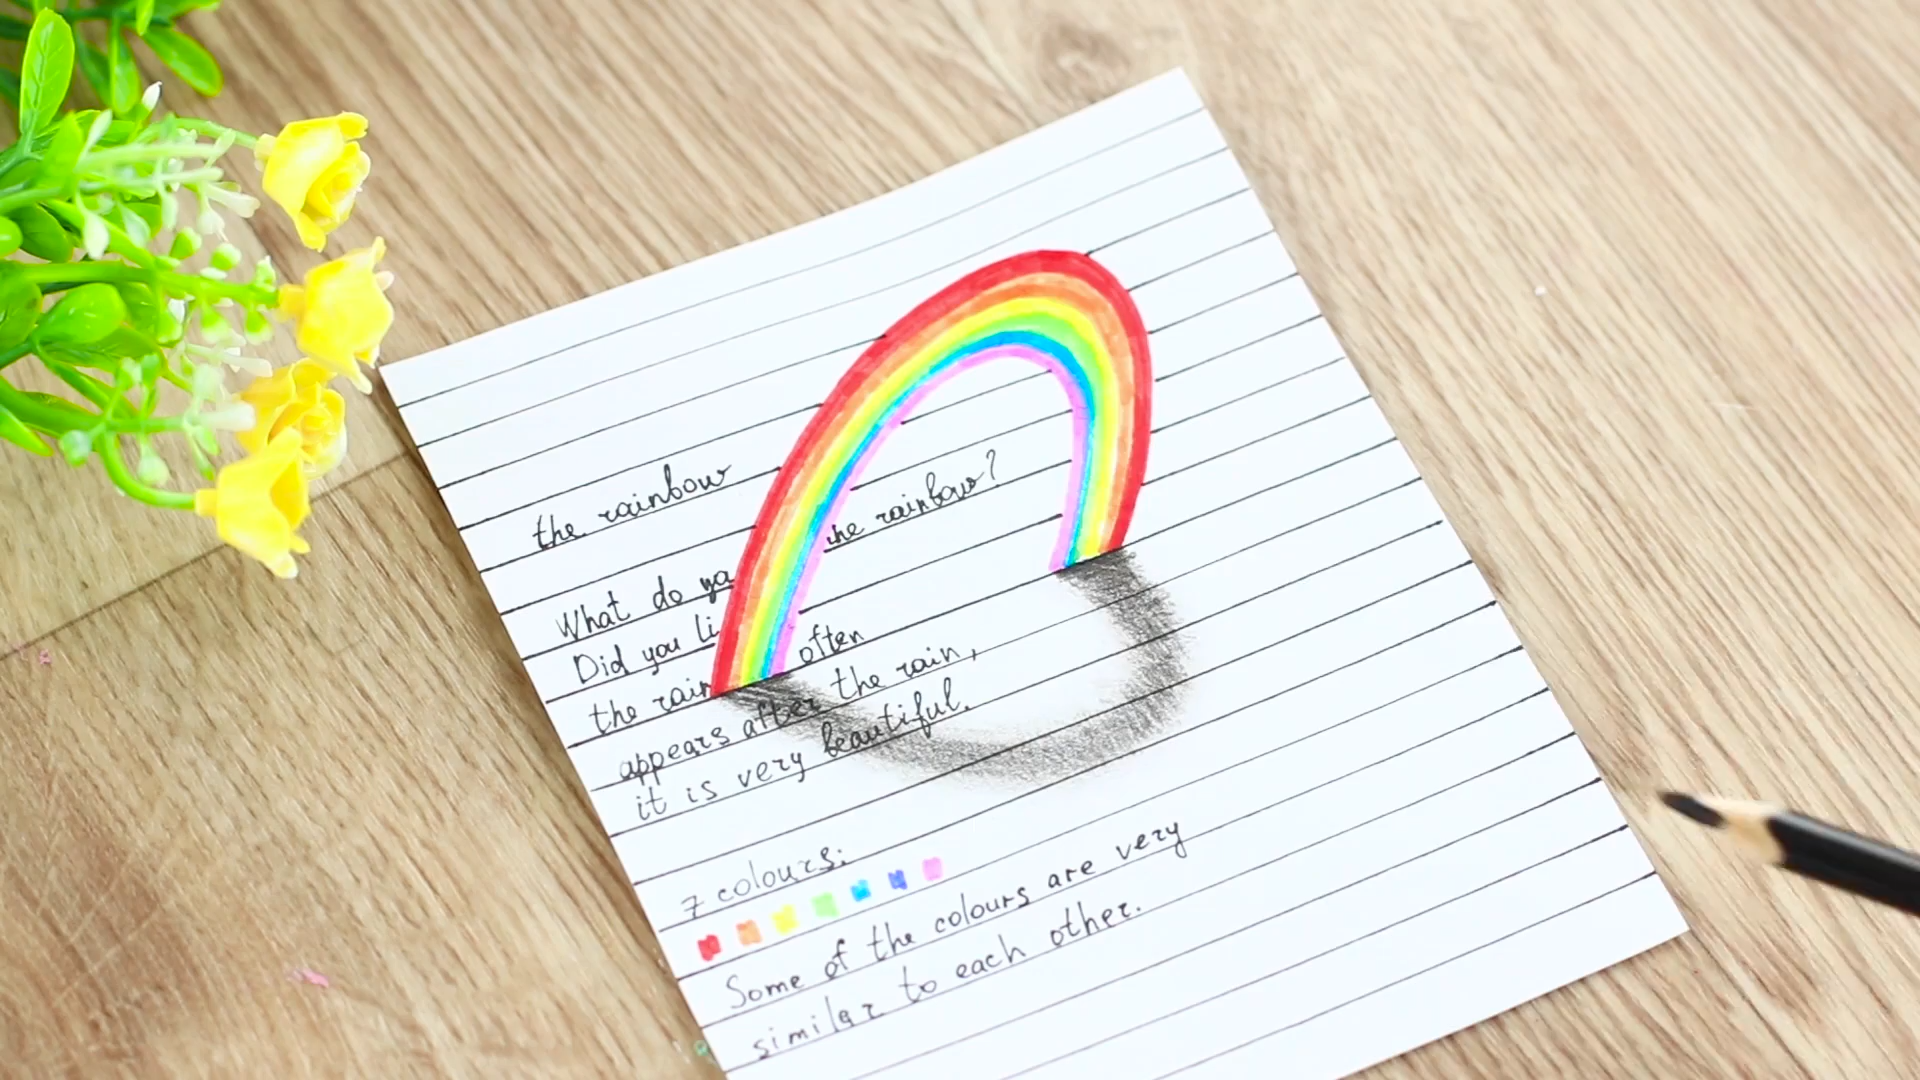 the rainbow
What do ya he rainbow?
Did you li
the rain often
appears after the rain,
it is very beautiful.
7 colours:
Some of the colours are very
similar to each other.